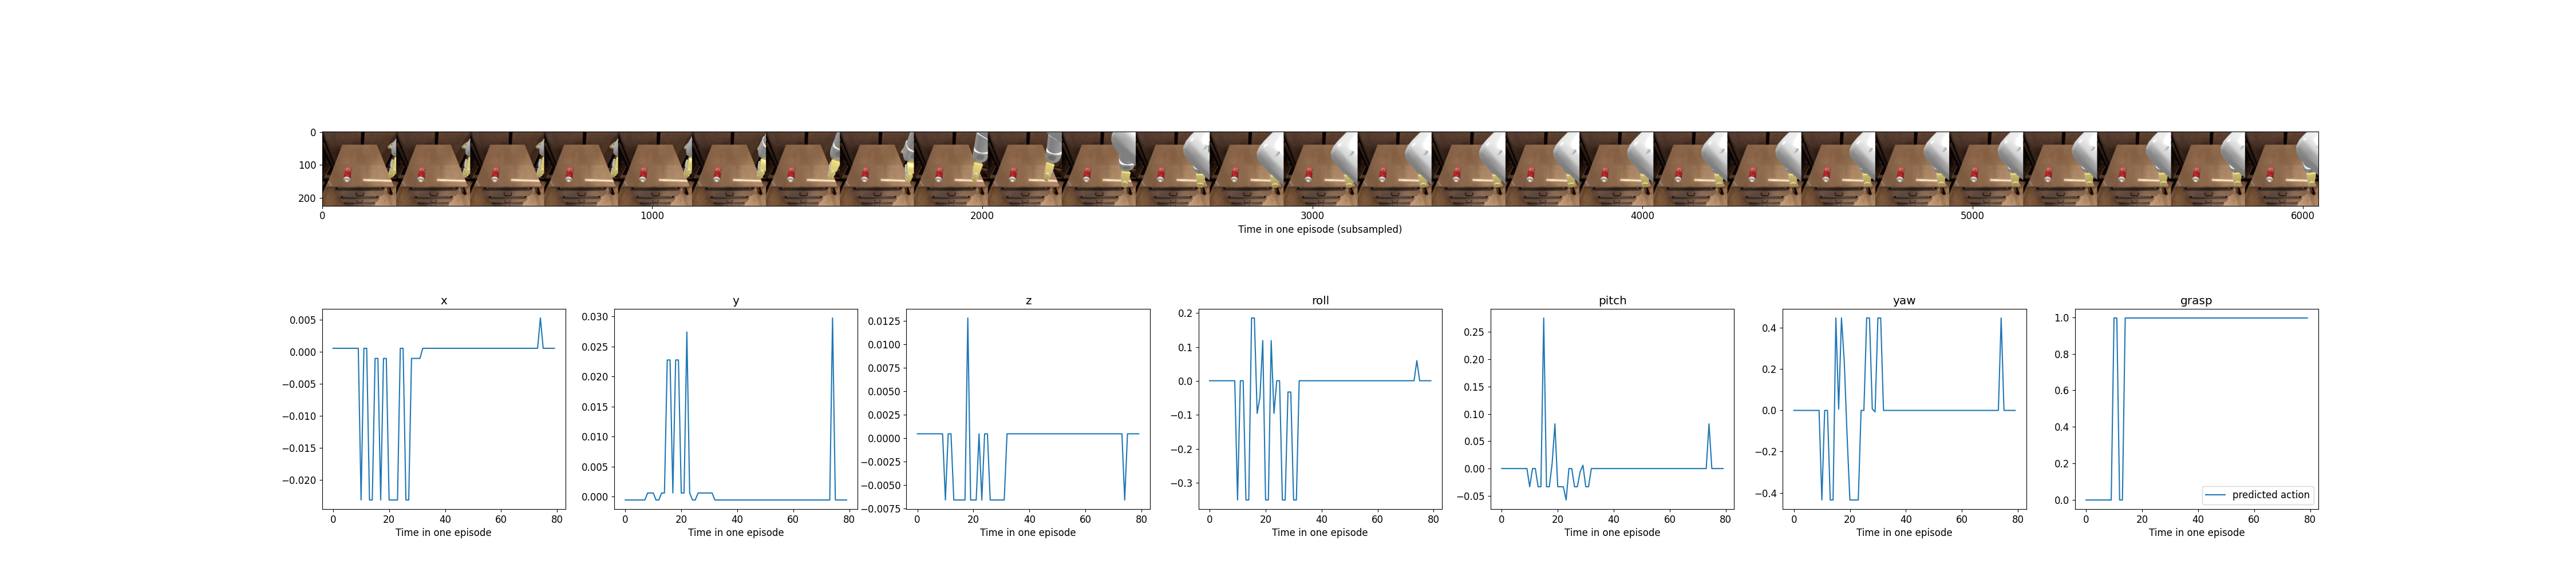 0
100
200
0 1000 2000 3000 4000 5000 6000
Time in one episode (subsampled)
x y z roll pitch yaw grasp
0.005
0.000
−0.005
−0.010
−0.015
−0.020
0 20 40 60 80
Time in one episode
0.030
0.025
0.020
0.015
0.010
0.005
0.000
0 20 40 60 80
Time in one episode
0.0125
0.0100
0.0075
0.0050
0.0025
0.0000
−0.0025
−0.0050
−0.0075
0 20 40 60 80
Time in one episode
0.2
0.1
0.0
−0.1
−0.2
−0.3
0 20 40 60 80
Time in one episode
0.25
0.20
0.15
0.10
0.05
0.00
−0.05
0 20 40 60 80
Time in one episode
0.4
0.2
0.0
−0.2
−0.4
0 20 40 60 80
Time in one episode
1.0
0.8
0.6
0.4
0.2
0.0
predicted action
0 20 40 60 80
Time in one episode